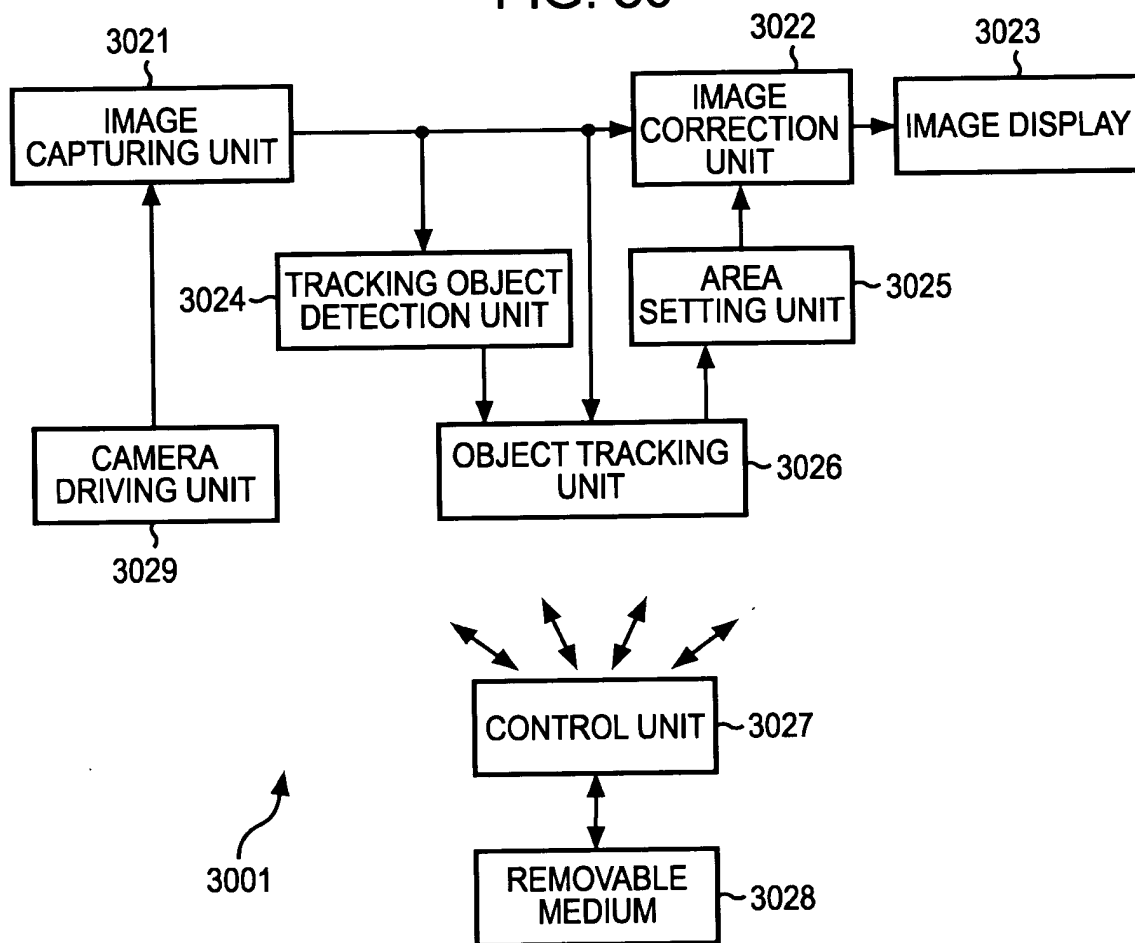 3021
3022
3023
IMAGE
CAPTURING UNIT
IMAGE
CORRECTION
UNIT
IMAGE DISPLAY
3024
TRACKING OBJECT
DETECTION UNIT
AREA
SETTING UNIT
3025
CAMERA
DRIVING UNIT
OBJECT TRACKING
UNIT
3026
3029
CONTROL UNIT
3027
3001
REMOVABLE
MEDIUM
3028